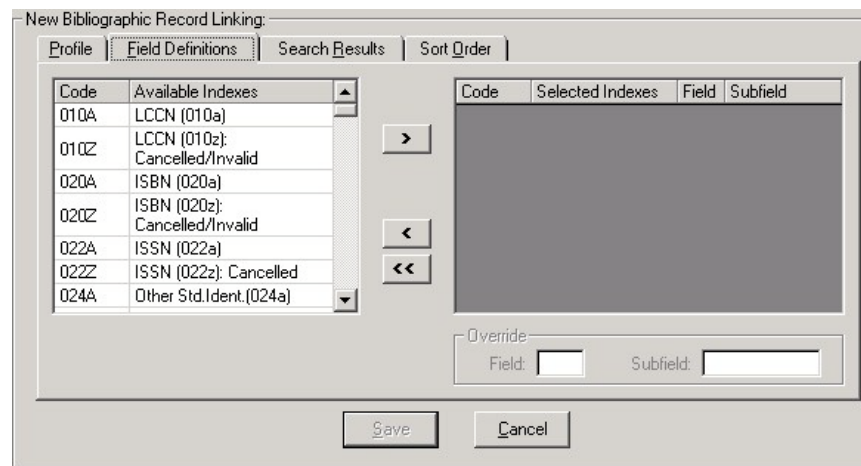 New Bibliographic Record Linking:
Profile Field Definitions Search Results Sort Order
Code Available Indexes
010A LCCN (010a)
010Z LCCN (010z):
Cancelled/Invalid
020A ISBN (020a)
020Z ISBN (020z):
Cancelled/Invalid
022A ISSN (022a)
022Z ISSN (022z): Cancelled
024A Other Std.Ident.(024a)
>
<
<<
Code Selected Indexes Field Subfield
Override
Field: Subfield:
Save Cancel